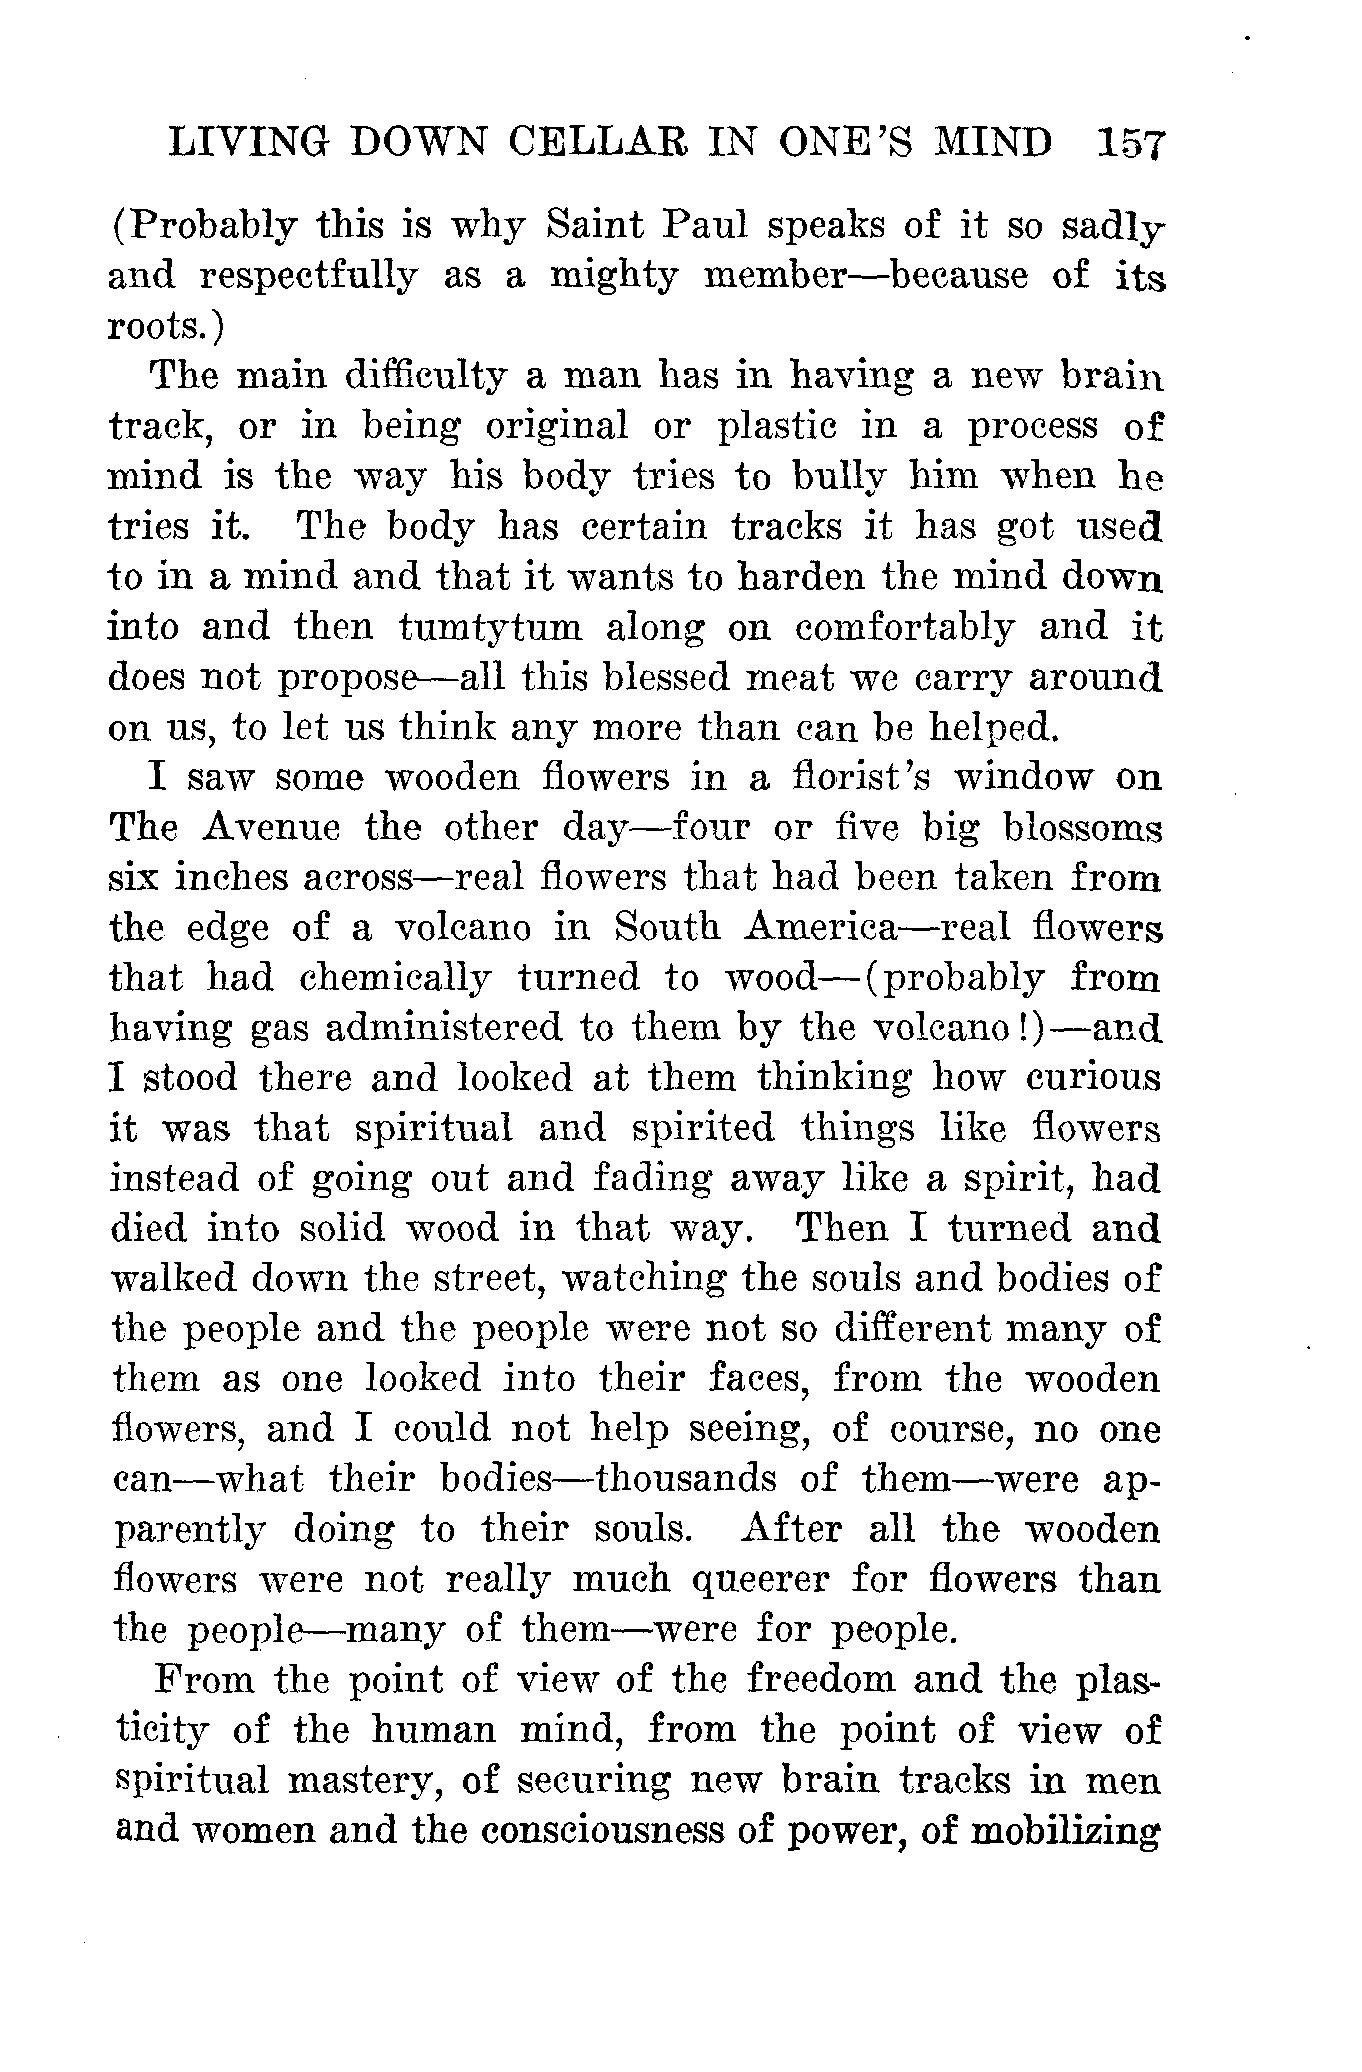 LIVING DOWN CELLAR IN ONE'S MIND 157
(Probably this is why Saint Paul speaks of it so sadly
and respectfully as a mighty member—because of its
roots.)
The main difficulty a man has in having a new brain
track, or in being original or plastic in a process of
mind is the way his body tries to bully him when he
tries it. The body has certain tracks it has got used
to in a mind and that it wants to harden the mind down
into and then tumtytum along on comfortably and it
does not propose—all this blessed meat we carry around
on us, to let us think any more than can be helped.
I saw some wooden flowers in a florist's window on
The Avenue the other day—four or five big blossoms
six inches across—real flowers that had been taken from
the edge of a volcano in South America—real flowers
that had chemically turned to wood—(probably from
having gas administered to them by the volcano!)—and
I stood there and looked at them thinking how curious
it was that spiritual and spirited things like flowers
instead of going out and fading away like a spirit, had
died into solid wood in that way. Then I turned and
walked down the street, watching the souls and bodies of
the people and the people were not so different many of
them as one looked into their faces, from the wooden
flowers, and I could not help seeing, of course, no one
can—what their bodies—thousands of them—were ap-
parently doing to their souls. After all the wooden
flowers were not really much queerer for flowers than
the people—many of them—were for people.
From the point of view of the freedom and the plas-
ticity of the human mind, from the point of view of
spiritual mastery, of securing new brain tracks in men
and women and the consciousness of power, of mobilizing